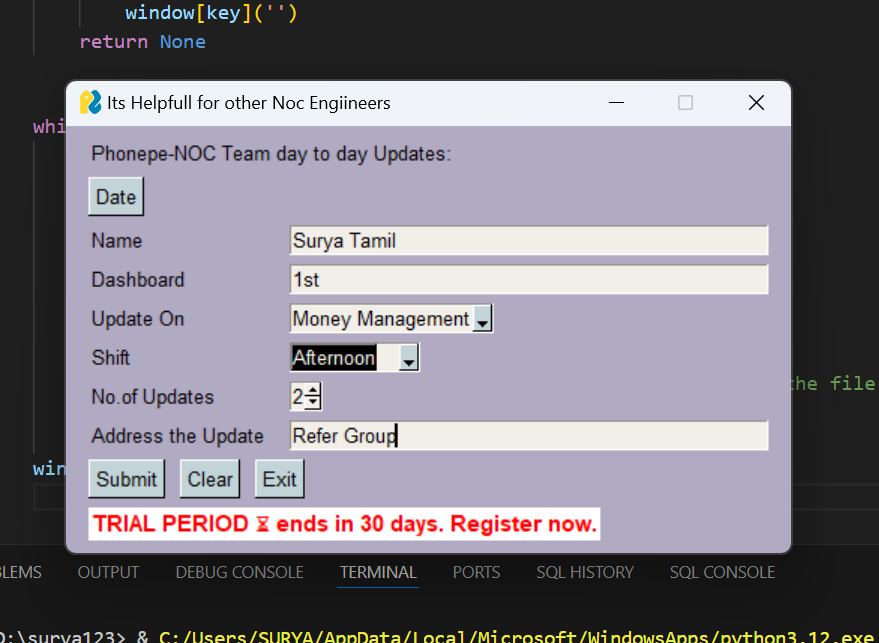 window[key]('')
return None
Its Helpfull for other Noc Engiineers
whi
Phonepe-NOC Team day to day Updates:
Date
Name Surya Tamil
Dashboard 1st
Update On Money Management
Shift Afternoon
the file
No.of Updates 2
Address the Update Refer Group
win
Submit Clear Exit
TRIAL PERIOD ⏳ ends in 30 days. Register now.
BLEMS OUTPUT DEBUG CONSOLE TERMINAL PORTS SQL HISTORY SQL CONSOLE
D:\surya123> & C:/Users/SURYA/AppData/Local/Microsoft/WindowsApps/python3.12.exe